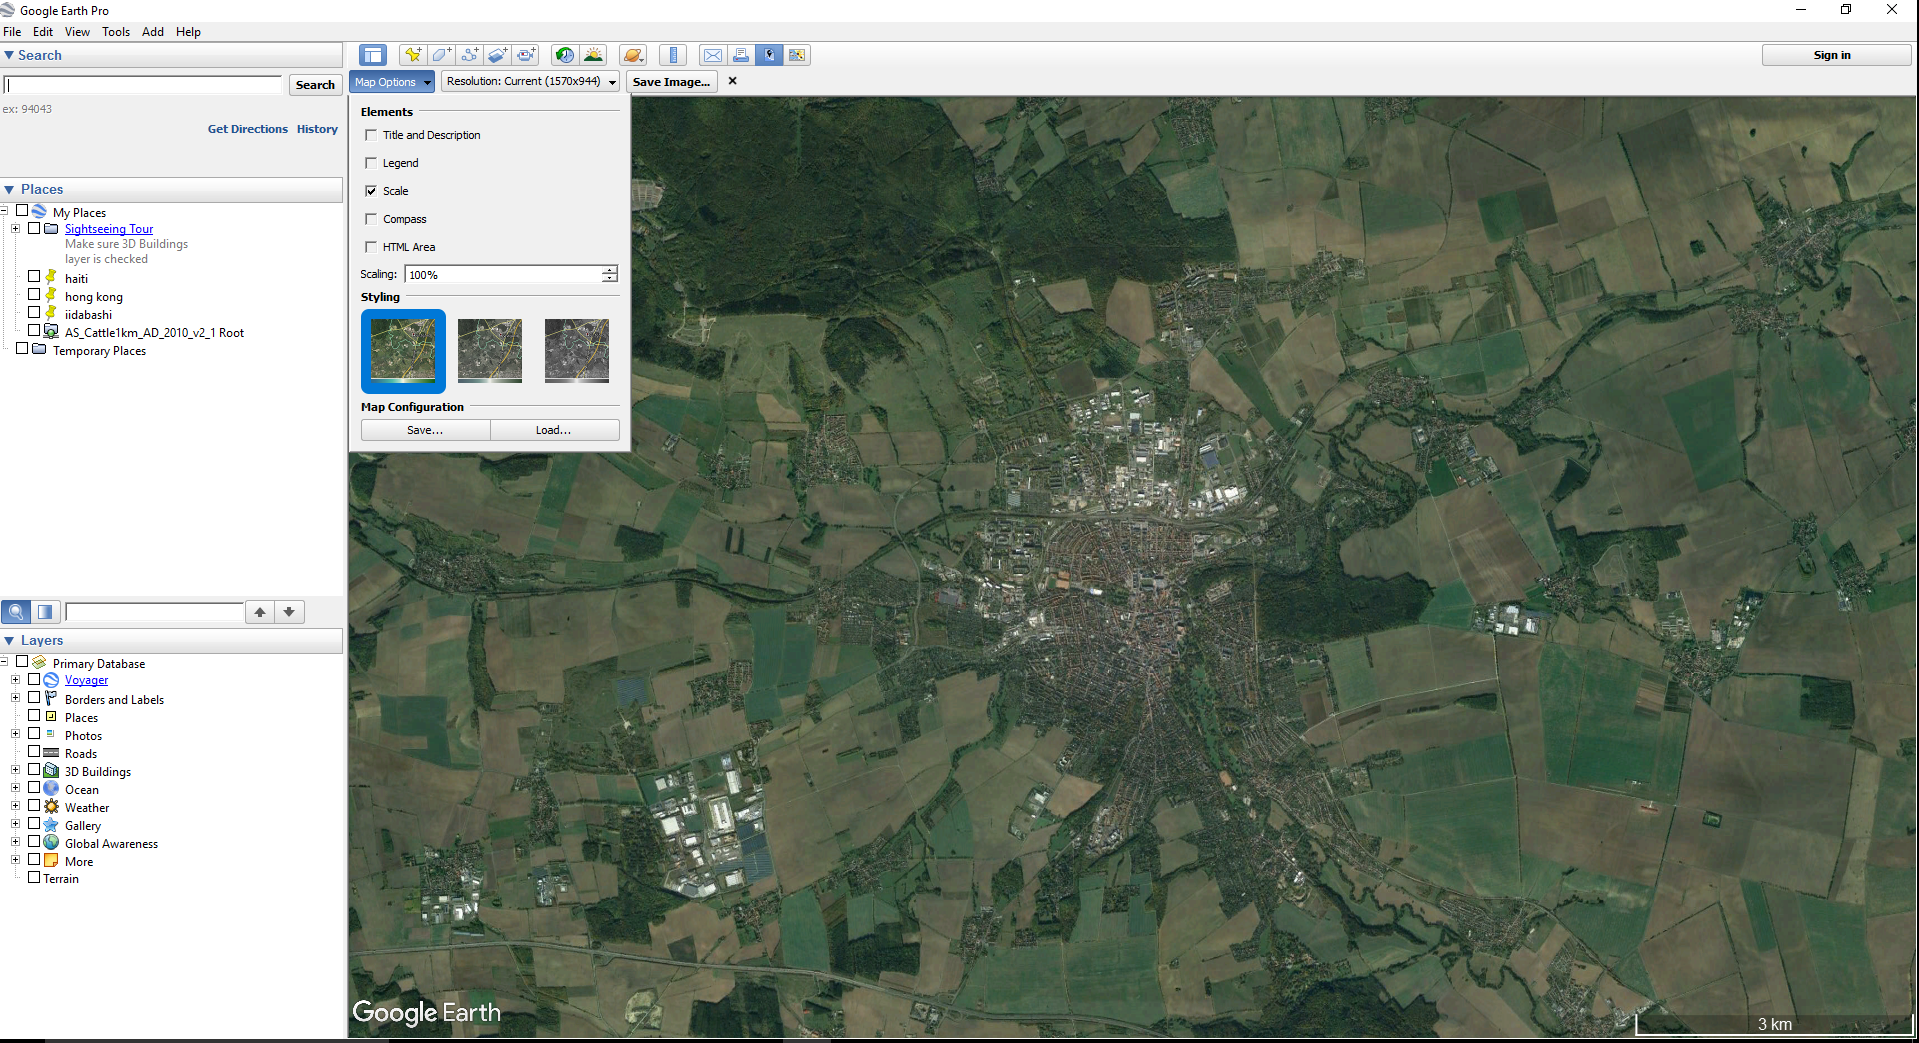 Google Earth Pro
File Edit View Tools Add Help
Search
Search
ex: 94043
Get Directions History
Places
My Places
Sightseeing Tour
Make sure 3D Buildings
layer is checked
haiti
hong kong
iidabashi
AS_Cattle1km_AD_2010_v2_1 Root
Temporary Places
Layers
Primary Database
Voyager
Borders and Labels
Places
Photos
Roads
3D Buildings
Ocean
Weather
Gallery
Global Awareness
More
Terrain
Sign in
Map Options Resolution: Current (1570x944) Save Image...
Elements
Title and Description
Legend
Scale
Compass
HTML Area
Scaling: 100%
Styling
Map Configuration
Save... Load...
Google Earth
3 km